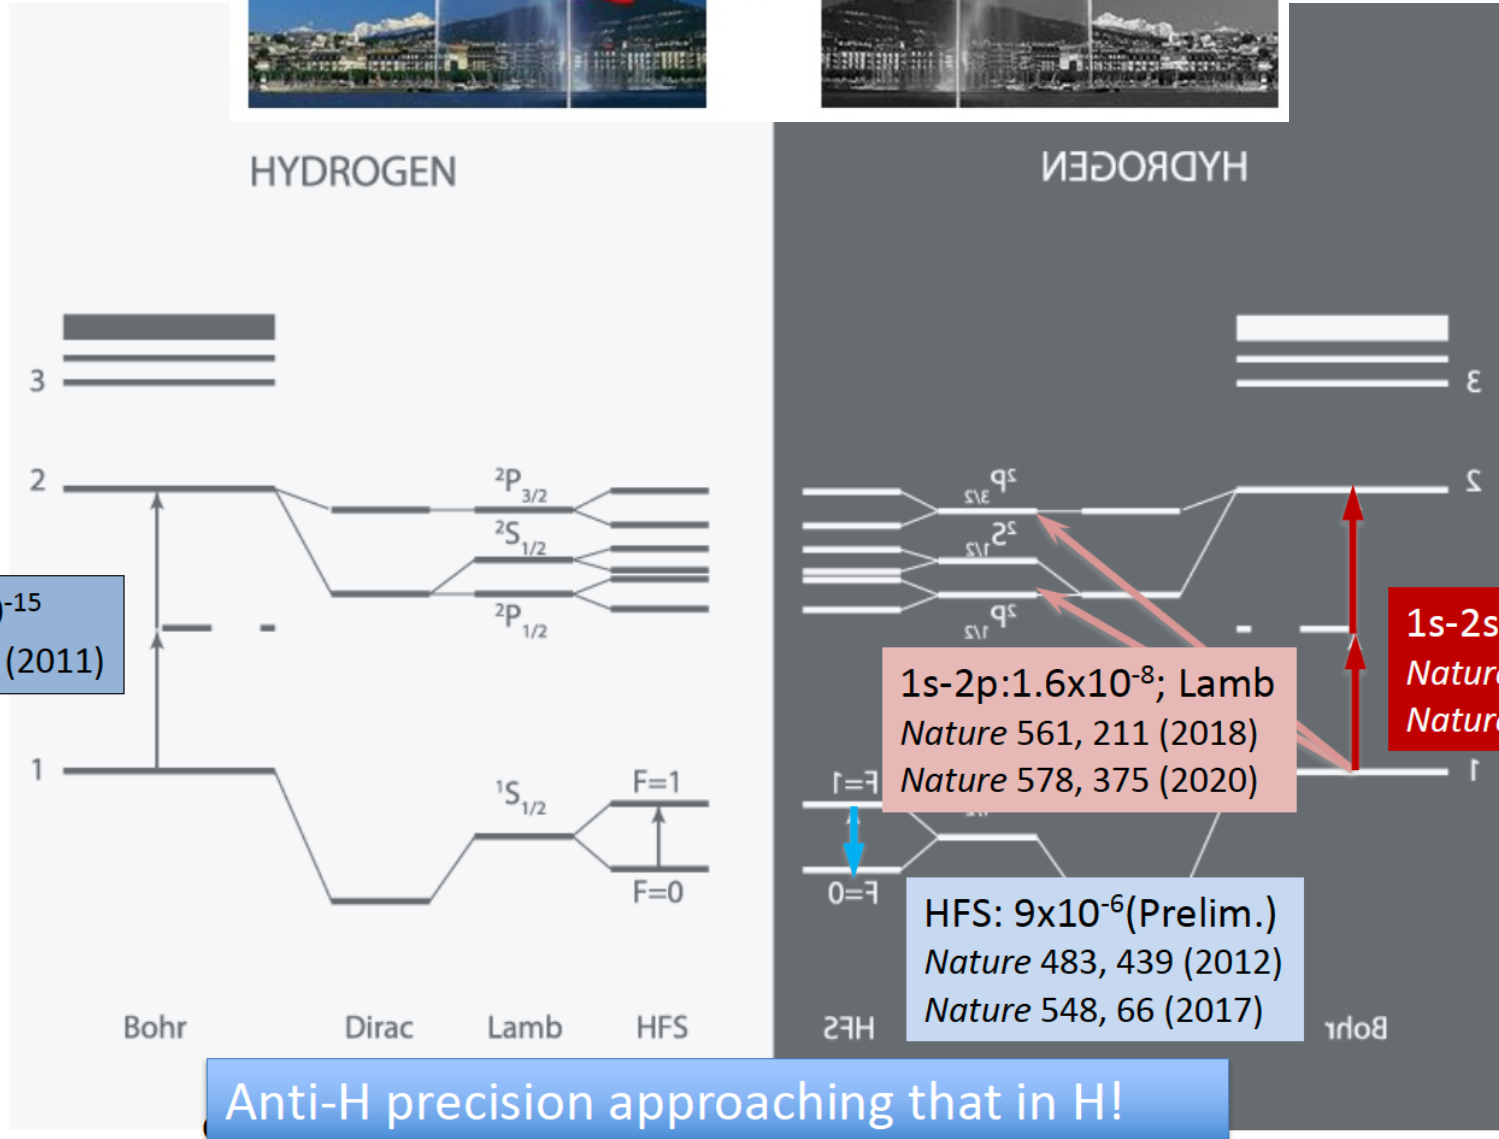 HYDROGEN
HYDROGEN
3
3
2
2
²P₃/₂
²P₃/₂
²S₁/₂
²S₁/₂
²P₁/₂
²P₁/₂
)⁻¹⁵
(2011)
1s-2s
Nature
Nature
1s-2p:1.6x10⁻⁸; Lamb
Nature 561, 211 (2018)
Nature 578, 375 (2020)
1
1
¹S₁/₂
F=1
F=1
F=0
F=0
HFS: 9x10⁻⁶(Prelim.)
Nature 483, 439 (2012)
Nature 548, 66 (2017)
Bohr
Dirac
Lamb
HFS
HFS
Bohr
Anti-H precision approaching that in H!